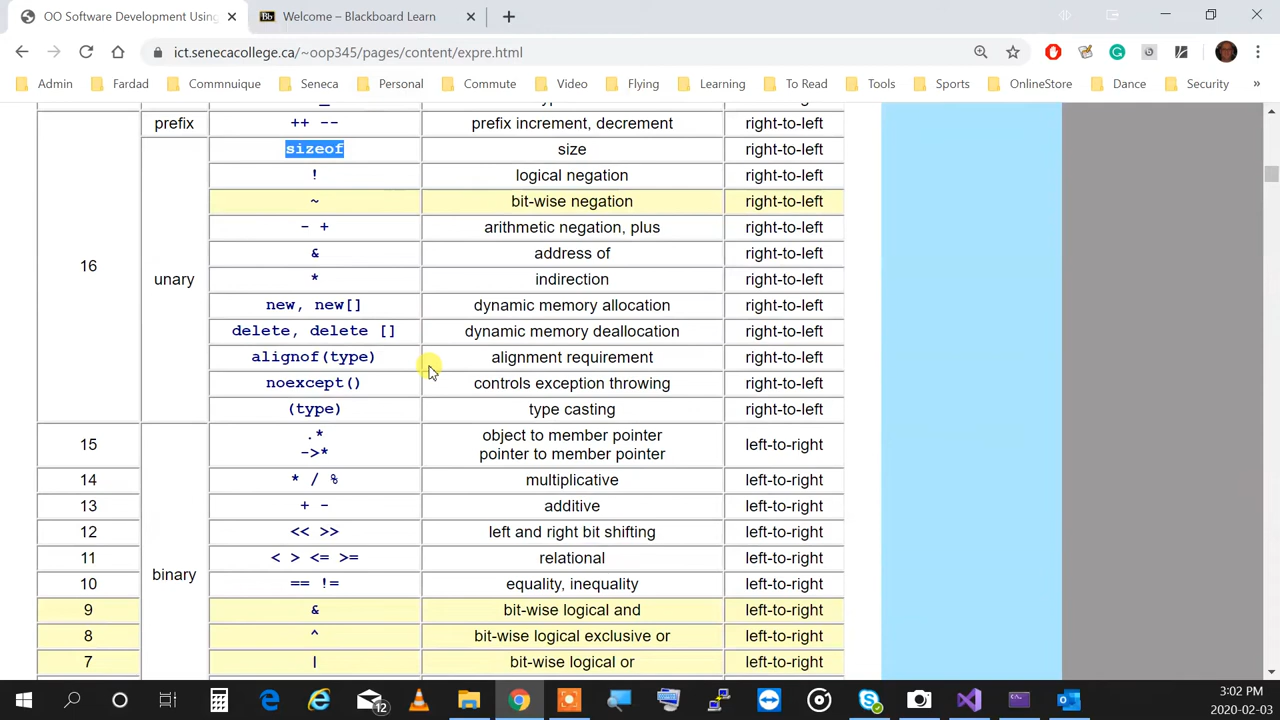 OO Software Development Using
Welcome – Blackboard Learn
ict.senecacollege.ca/~oop345/pages/content/expre.html
Admin Fardad Commnuique Seneca Personal Commute Video Flying Learning To Read Tools Sports OnlineStore Dance Security »
prefix ++ -- prefix increment, decrement right-to-left
sizeof size right-to-left
! logical negation right-to-left
~ bit-wise negation right-to-left
- + arithmetic negation, plus right-to-left
& address of right-to-left
16 unary * indirection right-to-left
new, new[] dynamic memory allocation right-to-left
delete, delete [] dynamic memory deallocation right-to-left
alignof(type) alignment requirement right-to-left
noexcept() controls exception throwing right-to-left
(type) type casting right-to-left
15 .* object to member pointer left-to-right
->* pointer to member pointer
14 * / % multiplicative left-to-right
13 + - additive left-to-right
12 << >> left and right bit shifting left-to-right
11 < > <= >= relational left-to-right
binary
10 == != equality, inequality left-to-right
9 & bit-wise logical and left-to-right
8 ^ bit-wise logical exclusive or left-to-right
7 | bit-wise logical or left-to-right
12
3:02 PM
2020-02-03